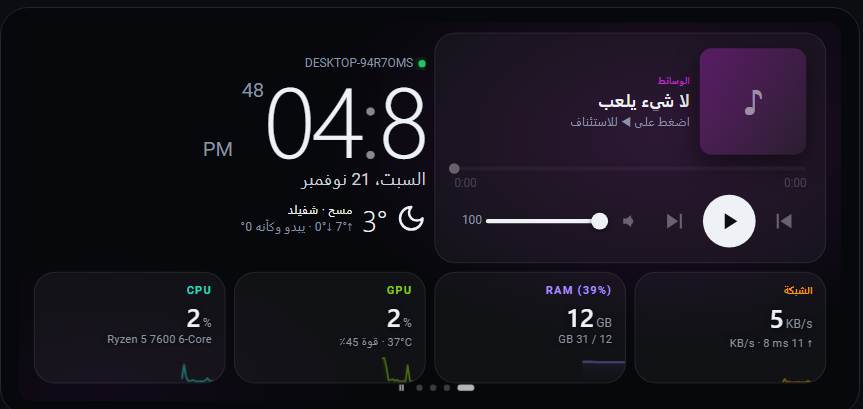 الوسائط
لا شيء يلعب
اضغط على ◀ للاستئناف
0:00
0:00
100
DESKTOP-94R7OMS
04:8
48
PM
السبت، 21 نوفمبر
3°
مسح · شفيلد
↑7° ↓0° · يبدو وكأنه 0°
الشبكة
5 KB/s
KB/s · 8 ms 11 ↑
RAM (39%)
12 GB
GB 31 / 12
GPU
2%
37°C · قوة 45٪
CPU
2%
Ryzen 5 7600 6-Core